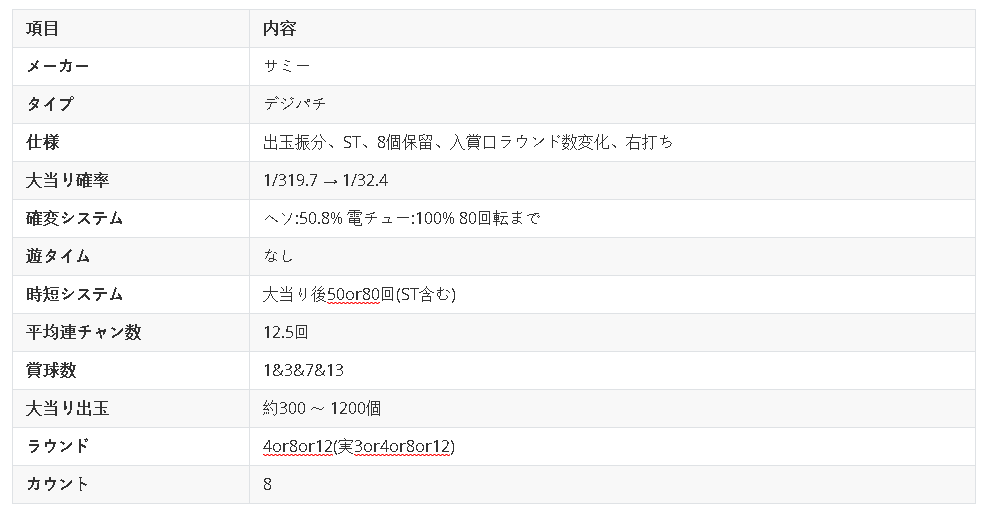 項目 内容
メーカー サミー
タイプ デジパチ
仕様 出玉振分、ST、8個保留、入賞口ラウンド数変化、右打ち
大当り確率 1/319.7 → 1/32.4
確変システム ヘソ:50.8% 電チュー:100% 80回転まで
遊タイム なし
時短システム 大当り後50or80回(ST含む)
平均連チャン数 12.5回
賞球数 1&3&7&13
大当り出玉 約300 ～ 1200個
ラウンド 4or8or12(実3or4or8or12)
カウント 8